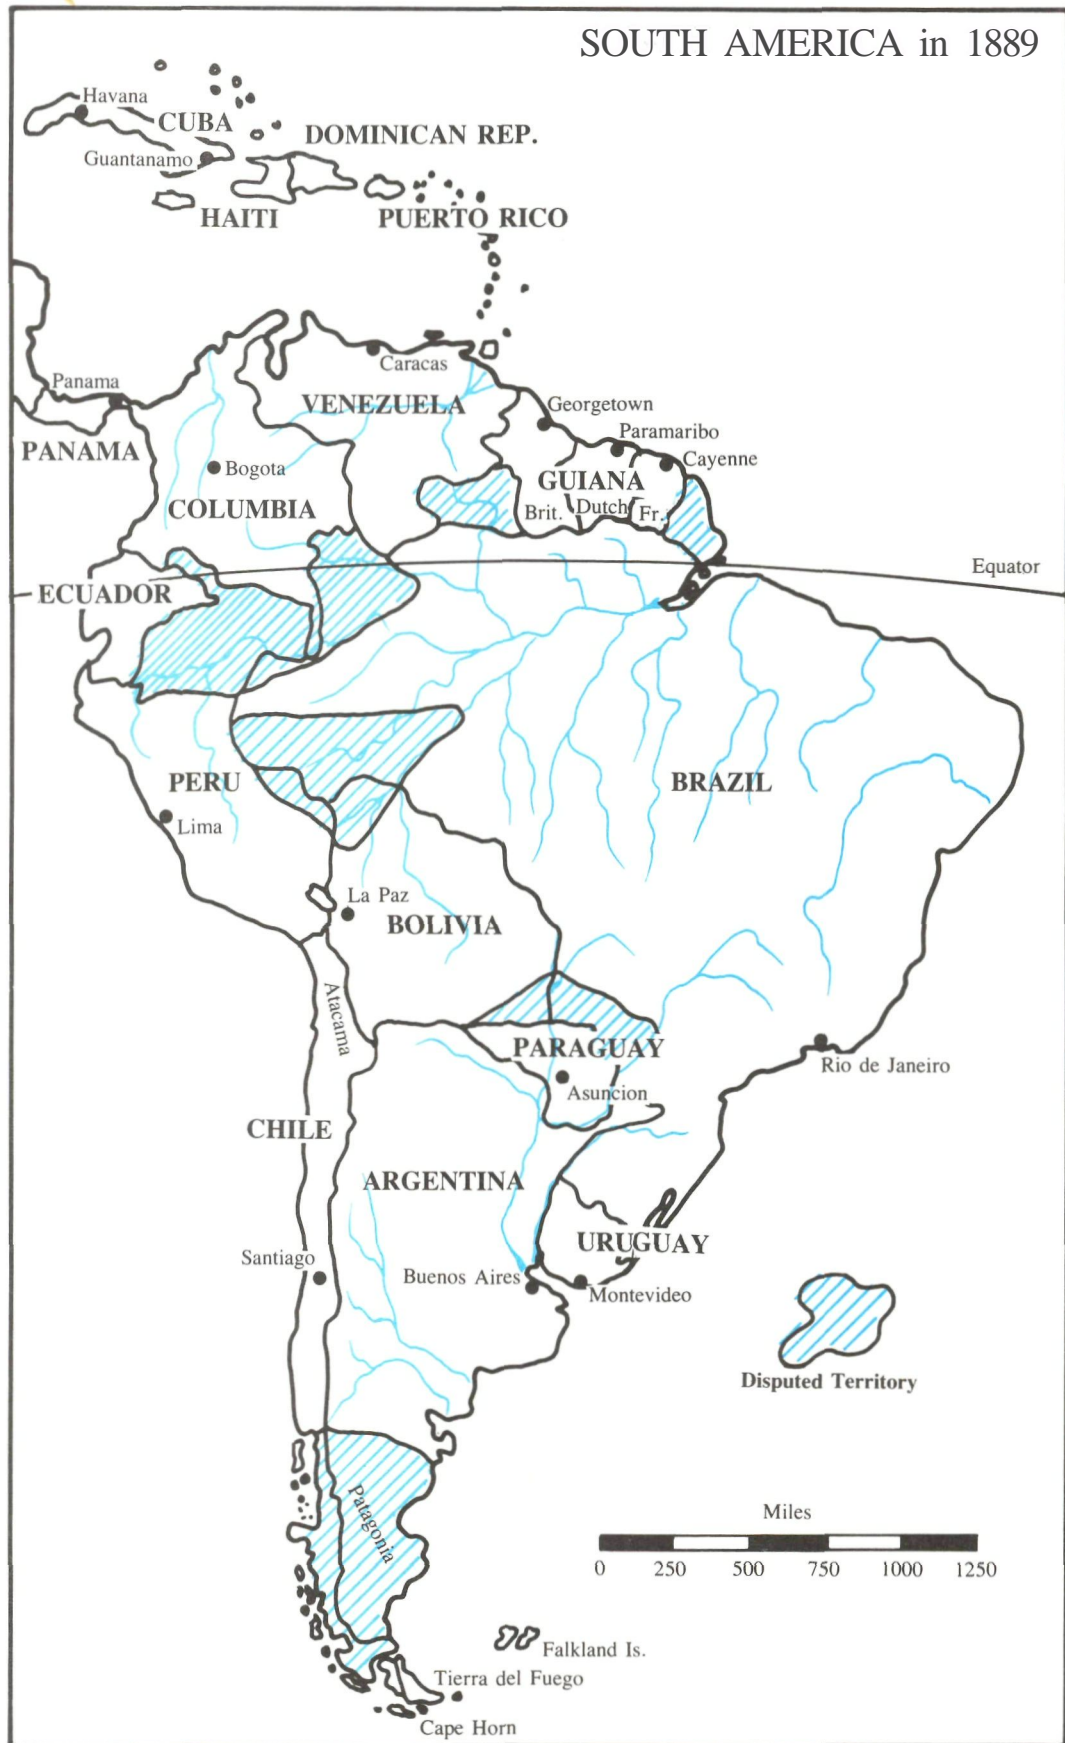 SOUTH AMERICA in 1889
Havana
CUBA
DOMINICAN REP.
Guantanamo
HAITI
PUERTO RICO
Caracas
Panama
VENEZUELA
Georgetown
Paramaribo
PANAMA
Cayenne
Bogota
GUIANA
COLUMBIA
Brit.
Dutch
Fr.
Equator
ECUADOR
PERU
BRAZIL
Lima
La Paz
BOLIVIA
Atacama
PARAGUAY
Rio de Janeiro
Asuncion
CHILE
ARGENTINA
URUGUAY
Santiago
Buenos Aires
Montevideo
Disputed Territory
Patagonia
Miles
0 250 500 750 1000 1250
Falkland Is.
Tierra del Fuego
Cape Horn